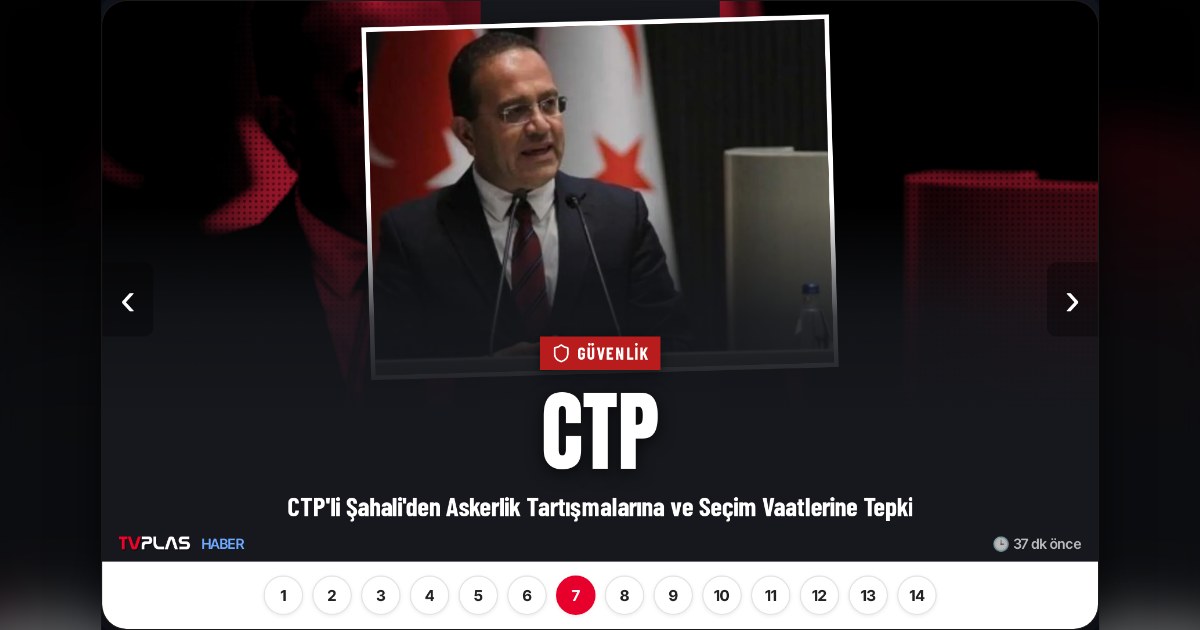 GÜVENLİK
CTP
CTP'li Şahali'den Askerlik Tartışmalarına ve Seçim Vaatlerine Tepki
TVPLAS HABER
37 dk önce
1 2 3 4 5 6 7 8 9 10 11 12 13 14